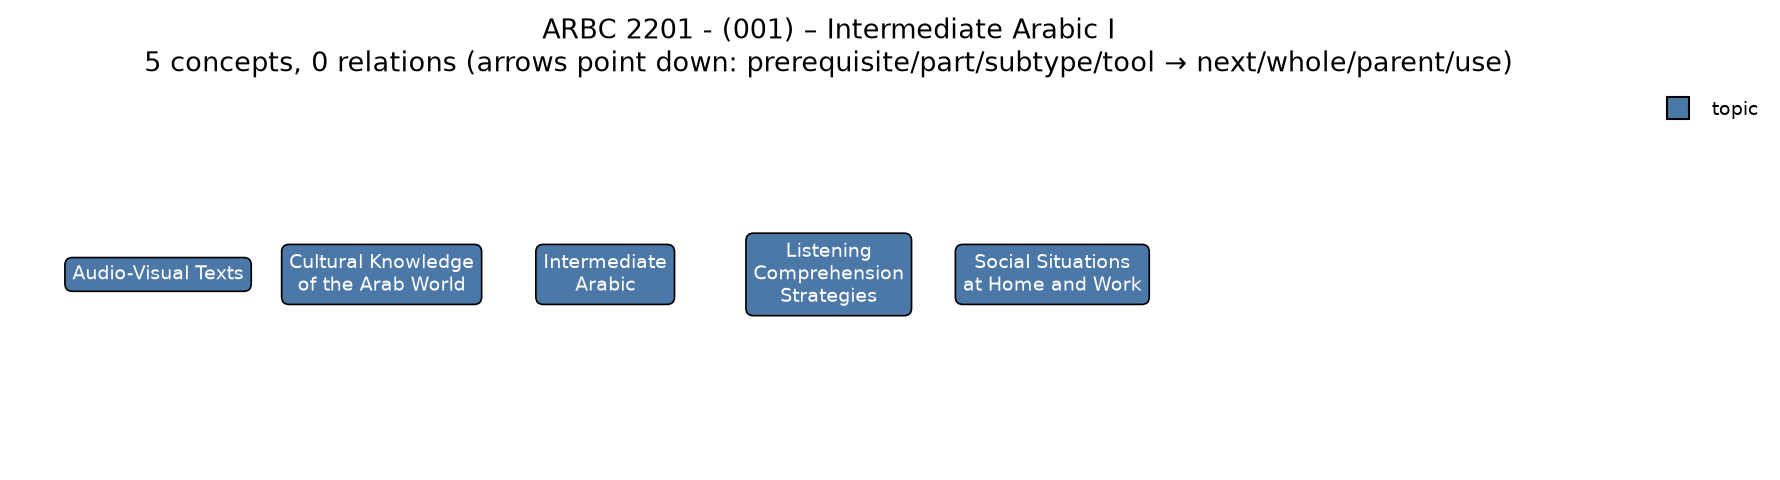 ARBC 2201 - (001) – Intermediate Arabic I
5 concepts, 0 relations (arrows point down: prerequisite/part/subtype/tool → next/whole/parent/use)
topic
Audio-Visual Texts
Cultural Knowledge
of the Arab World
Intermediate
Arabic
Listening
Comprehension
Strategies
Social Situations
at Home and Work